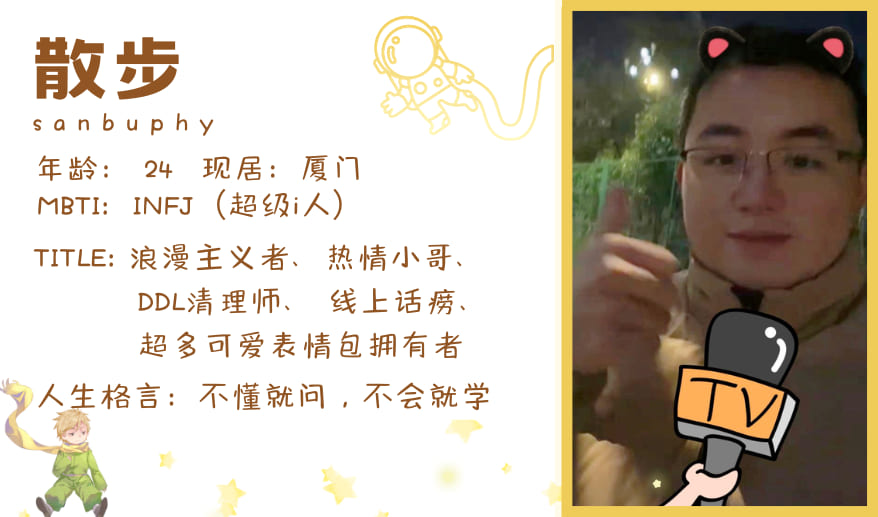 散步
sanbuphy
年龄： 24 现居：厦门
MBTI: INFJ（超级i人）
TITLE: 浪漫主义者、热情小哥、
DDL清理师、 线上话痨、
超多可爱表情包拥有者
人生格言：不懂就问，不会就学
TV